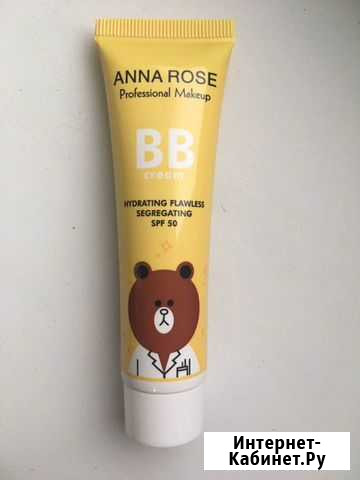 ANNA ROSE
Professional Makeup
BB
cream
HYDRATING FLAWLESS
SEGREGATING
SPF 50
Интернет-
Кабинет.Ру